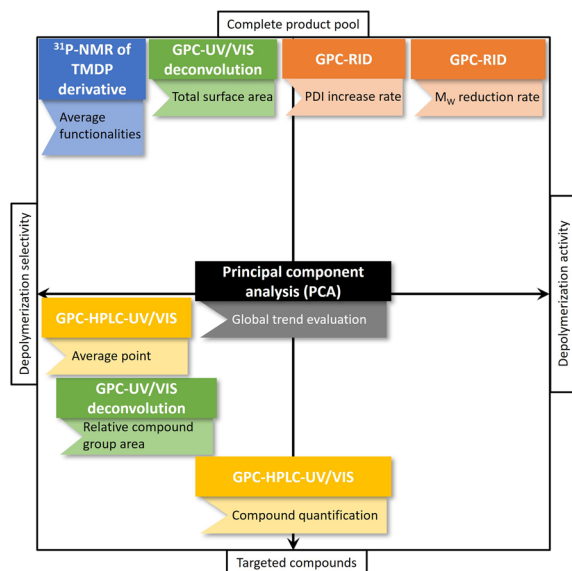 Complete product pool
³¹P-NMR of
TMDP
derivative
Average
functionalities
GPC-UV/VIS
deconvolution
Total surface area
GPC-RID
PDI increase rate
GPC-RID
M_W reduction rate
Depolymerization selectivity
Depolymerization activity
Principal component
analysis (PCA)
Global trend evaluation
GPC-HPLC-UV/VIS
Average point
GPC-UV/VIS
deconvolution
Relative compound
group area
GPC-HPLC-UV/VIS
Compound quantification
Targeted compounds